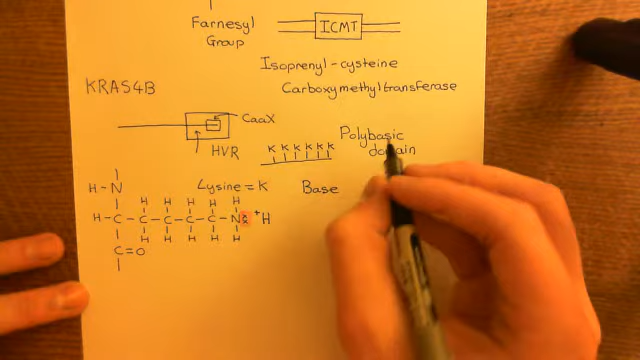 Farnesyl
Group
ICMT
Isoprenyl-cysteine
Carboxymethyltransferase
KRAS4B
CaaX
HVR
K K K K K K
Polybasic
domain
Lysine = K
Base
H-N
H H H H H
H-C-C-C-C-C-N +H
H H H H H
C=O